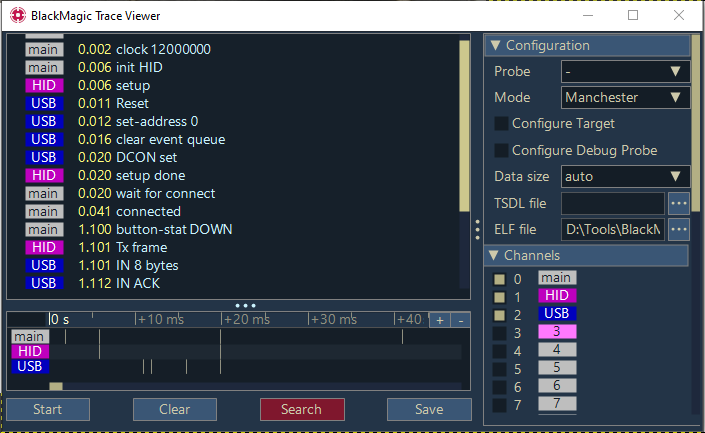 BlackMagic Trace Viewer
main 0.002 clock 12000000
main 0.006 init HID
HID 0.006 setup
USB 0.011 Reset
USB 0.012 set-address 0
USB 0.016 clear event queue
USB 0.020 DCON set
HID 0.020 setup done
main 0.020 wait for connect
main 0.041 connected
main 1.100 button-stat DOWN
HID 1.101 Tx frame
USB 1.101 IN 8 bytes
USB 1.112 IN ACK
0 s +10 ms +20 ms +30 ms +40 + -
main
HID
USB
Start Clear Search Save
Configuration
Probe -
Mode Manchester
Configure Target
Configure Debug Probe
Data size auto
TSDL file ...
ELF file D:\Tools\BlackM ...
Channels
0 main
1 HID
2 USB
3 3
4 4
5 5
6 6
7 7